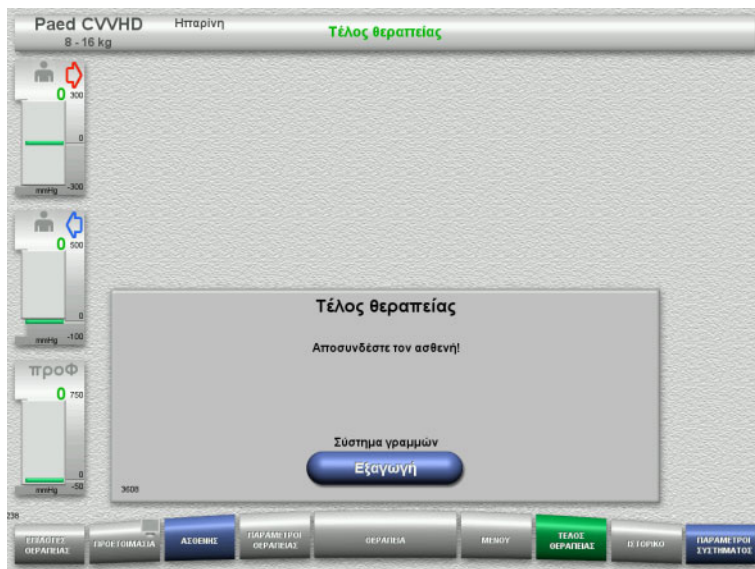 Paed CVVHD
Ηπαρίνη
Τέλος θεραπείας
8 - 16 kg
0
300
0
mmHg
-300
0
500
0
mmHg
-100
προΦ
0
750
0
mmHg
-50
Τέλος θεραπείας
Αποσυνδέστε τον ασθενή!
Σύστημα γραμμών
Εξαγωγή
3608
238
ΕΠΙΛΟΓΕΣ
ΘΕΡΑΠΕΙΑΣ
ΠΡΟΕΤΟΙΜΑΣΙΑ
ΑΣΘΕΝΗΣ
ΠΑΡΑΜΕΤΡΟΙ
ΘΕΡΑΠΕΙΑΣ
ΘΕΡΑΠΕΙΑ
ΜΕΝΟΥ
ΤΕΛΟΣ
ΘΕΡΑΠΕΙΑΣ
ΙΣΤΟΡΙΚΟ
ΠΑΡΑΜΕΤΡΟΙ
ΣΥΣΤΗΜΑΤΟΣ